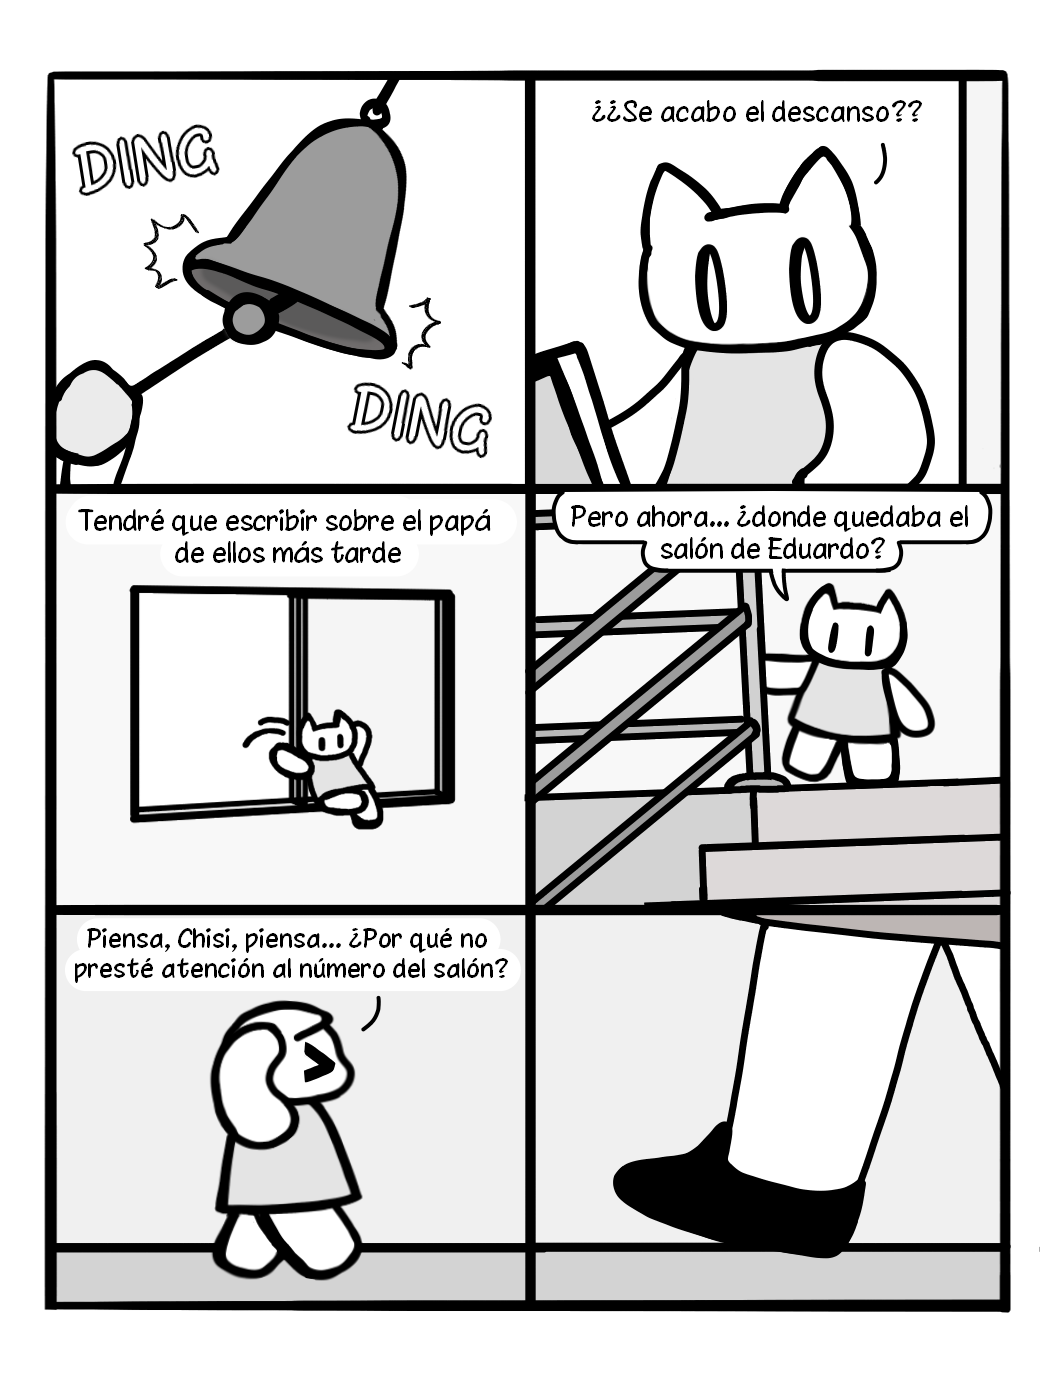 DING
DING
¿¿Se acabo el descanso??
Tendré que escribir sobre el papá
de ellos más tarde
Pero ahora... ¿donde quedaba el
salón de Eduardo?
Piensa, Chisi, piensa... ¿Por qué no
presté atención al número del salón?